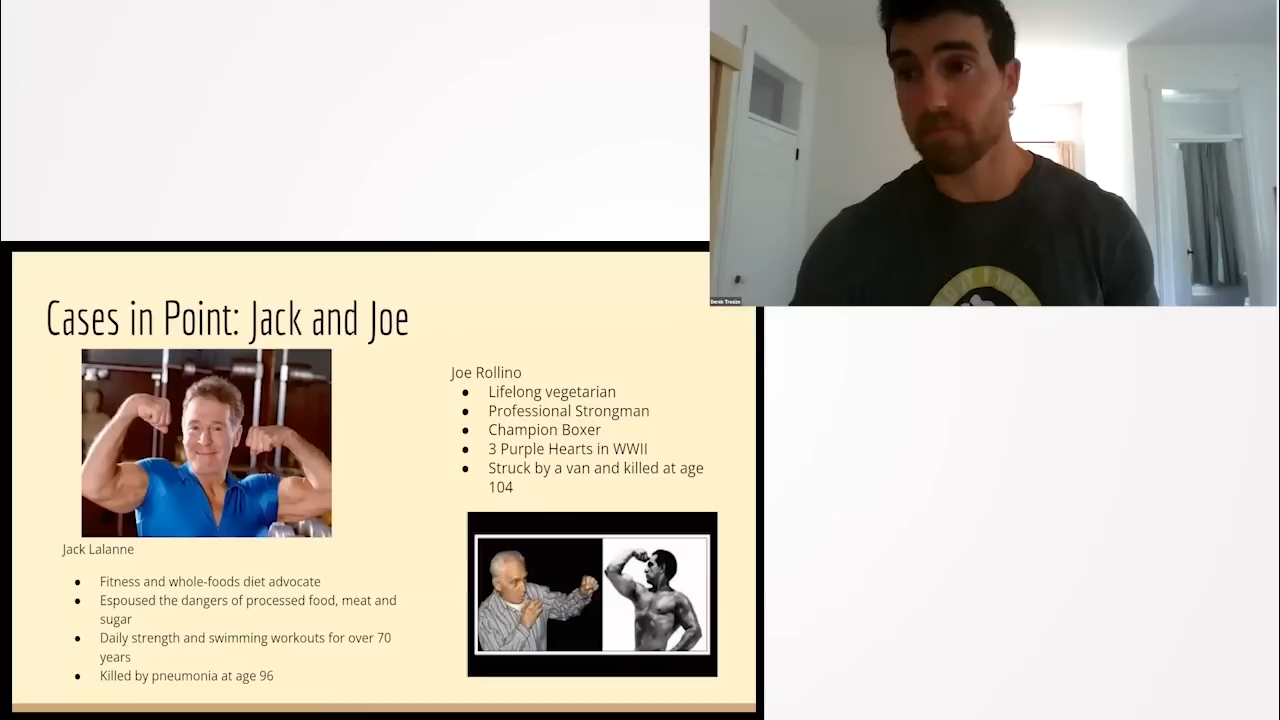 Derek Tresize
Cases in Point: Jack and Joe
Joe Rollino
● Lifelong vegetarian
● Professional Strongman
● Champion Boxer
● 3 Purple Hearts in WWII
● Struck by a van and killed at age
104
Jack Lalanne
● Fitness and whole-foods diet advocate
● Espoused the dangers of processed food, meat and
sugar
● Daily strength and swimming workouts for over 70
years
● Killed by pneumonia at age 96